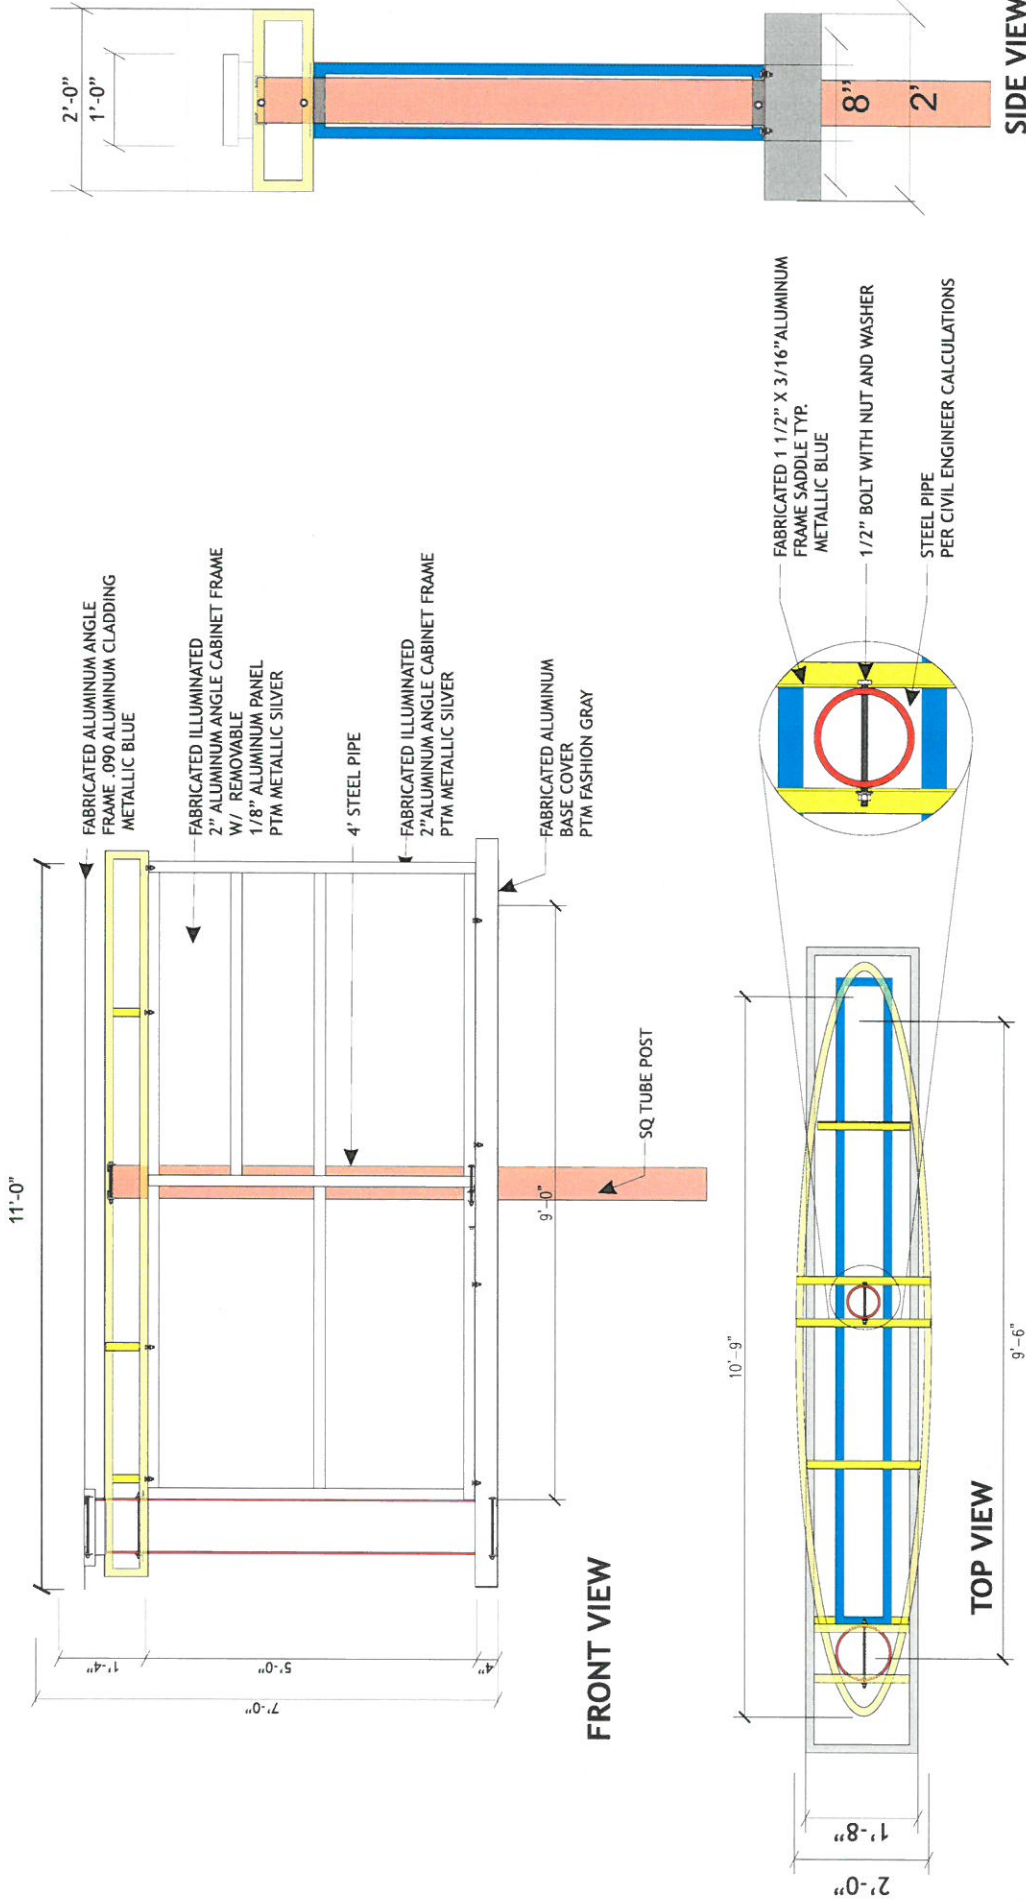 11'-0"
FABRICATED ALUMINUM ANGLE
FRAME .090 ALUMINUM CLADDING
METALLIC BLUE
FABRICATED ILLUMINATED
2" ALUMINUM ANGLE CABINET FRAME
W/ REMOVABLE
1/8" ALUMINUM PANEL
PTM METALLIC SILVER
4' STEEL PIPE
FABRICATED ILLUMINATED
2"ALUMINUM ANGLE CABINET FRAME
PTM METALLIC SILVER
FABRICATED ALUMINUM
BASE COVER
PTM FASHION GRAY
SQ TUBE POST
9'-0"
1'-4"
5'-0"
4"
7'-0"
FRONT VIEW
2'-0"
1'-0"
8"
2'
SIDE VIEW
FABRICATED 1 1/2" X 3/16"ALUMINUM
FRAME SADDLE TYP.
METALLIC BLUE
1/2" BOLT WITH NUT AND WASHER
STEEL PIPE
PER CIVIL ENGINEER CALCULATIONS
10'-9"
9'-6"
1'-8"
2'-0"
TOP VIEW